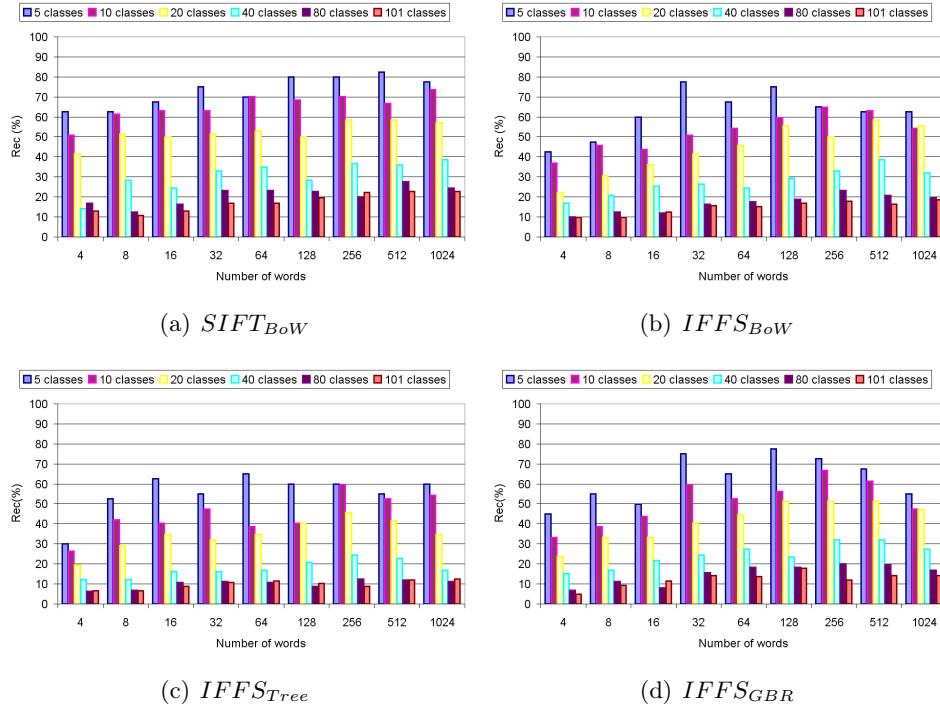 5 classes 10 classes 20 classes 40 classes 80 classes 101 classes
100
90
80
70
60
50
40
30
20
10
0
Rec (%)
4 8 16 32 64 128 256 512 1024
Number of words
(a) SIFT_BoW
5 classes 10 classes 20 classes 40 classes 80 classes 101 classes
100
90
80
70
60
50
40
30
20
10
0
Rec (%)
4 8 16 32 64 128 256 512 1024
Number of words
(b) IFFS_BoW
5 classes 10 classes 20 classes 40 classes 80 classes 101 classes
100
90
80
70
60
50
40
30
20
10
0
Rec(%)
4 8 16 32 64 128 256 512 1024
Number of words
(c) IFFS_Tree
5 classes 10 classes 20 classes 40 classes 80 classes 101 classes
100
90
80
70
60
50
40
30
20
10
0
Rec(%)
4 8 16 32 64 128 256 512 1024
Number of words
(d) IFFS_GBR